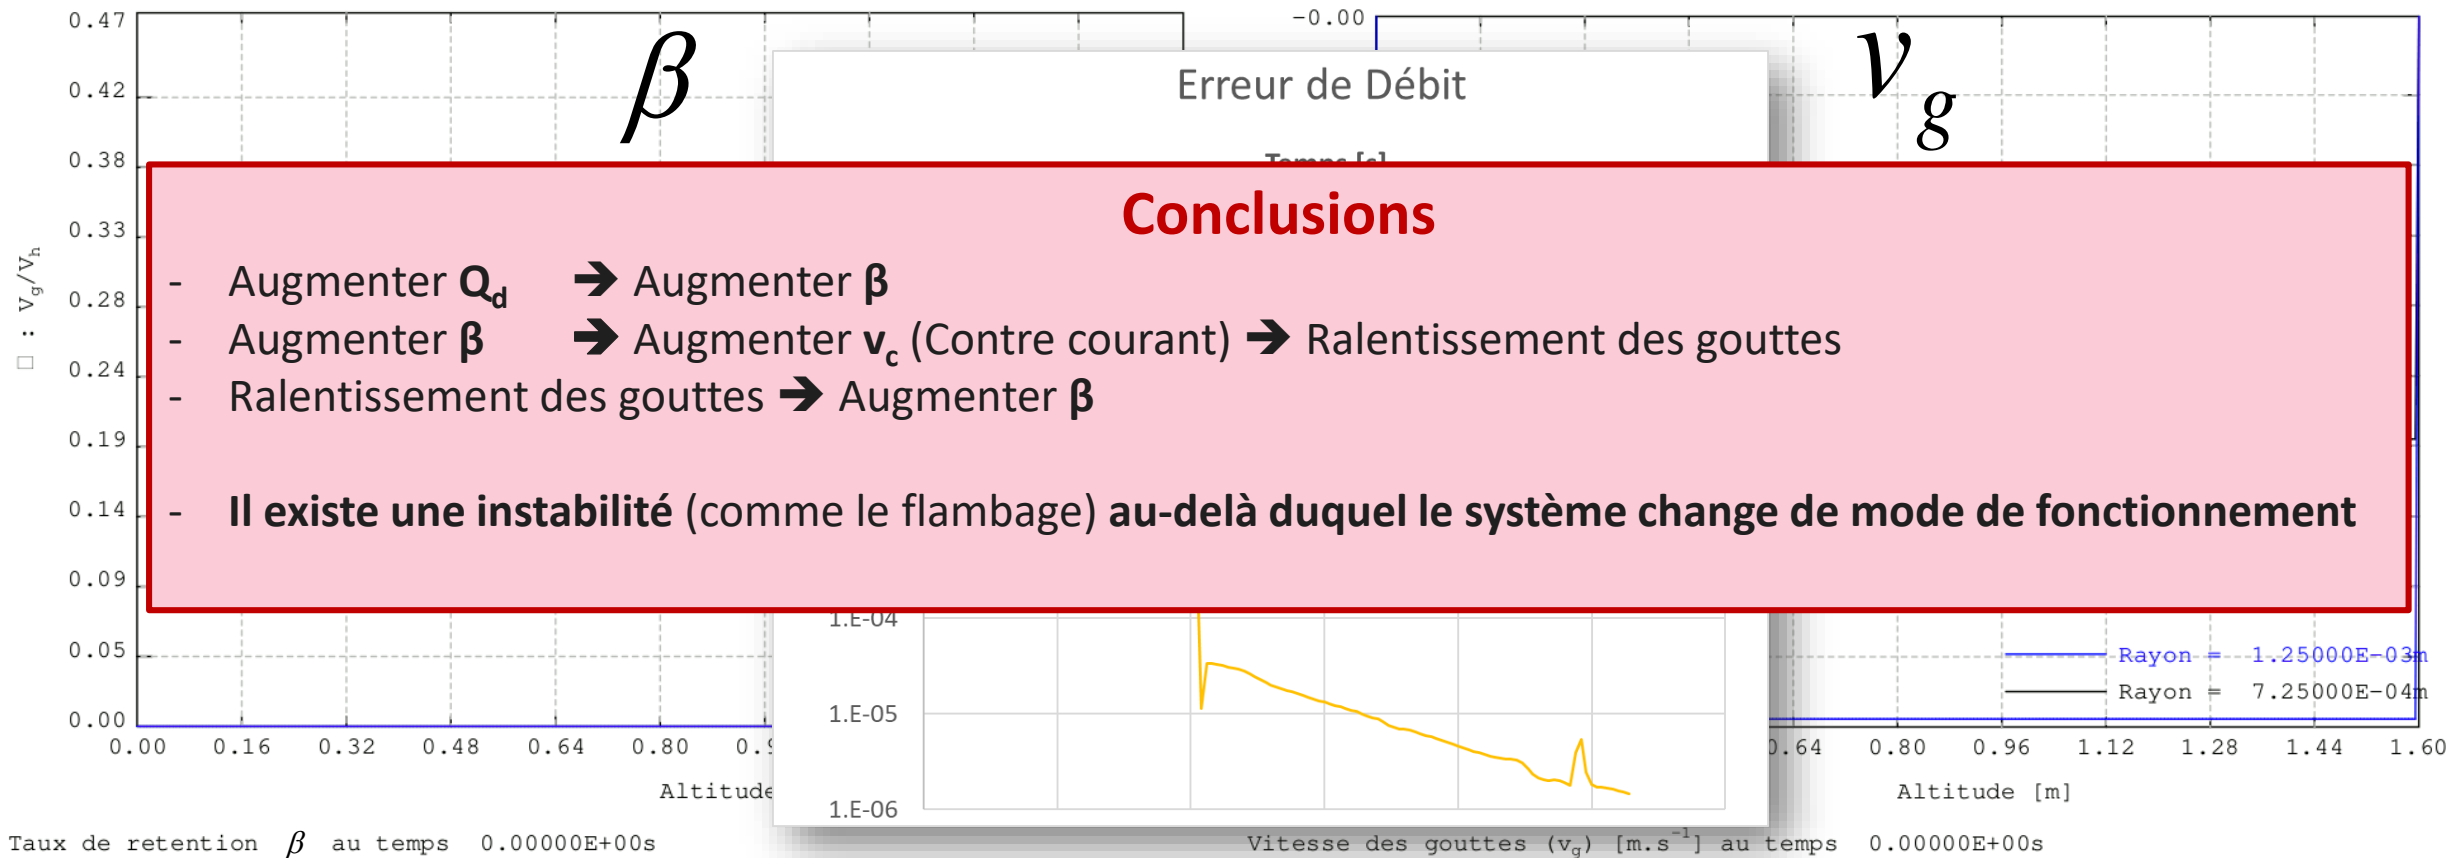 0.47
0.42
0.38
0.33
0.28
0.24
0.19
0.14
0.09
0.05
0.00
□ : Vg/Vh
β
0.00 0.16 0.32 0.48 0.64 0.80
Altitude
Taux de retention β au temps 0.00000E+00s
Erreur de Débit
Temps [s]
Conclusions
- Augmenter Qd ➔ Augmenter β
- Augmenter β ➔ Augmenter vc (Contre courant) ➔ Ralentissement des gouttes
- Ralentissement des gouttes ➔ Augmenter β
- Il existe une instabilité (comme le flambage) au-delà duquel le système change de mode de fonctionnement
1.E-04
1.E-05
1.E-06
-0.00
vg
Rayon = 1.25000E-03m
Rayon = 7.25000E-04m
0.64 0.80 0.96 1.12 1.28 1.44 1.60
Altitude [m]
Vitesse des gouttes (vg) [m.s-1] au temps 0.00000E+00s